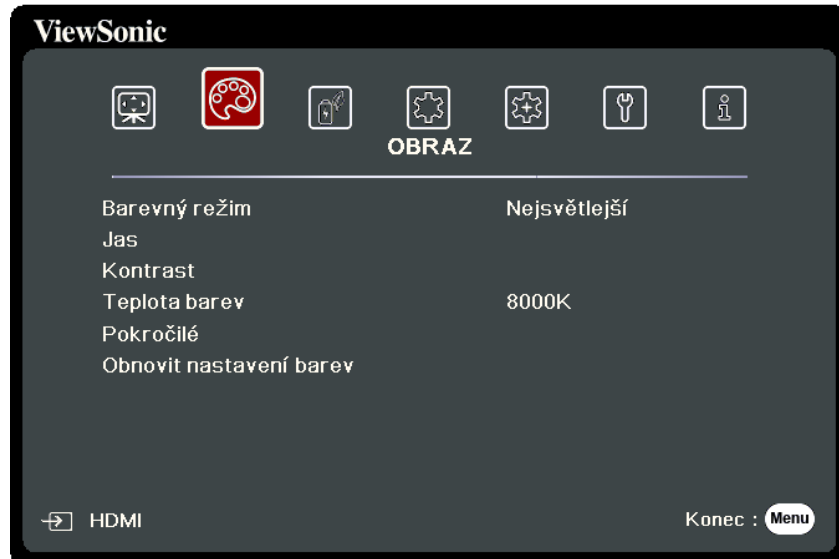 ViewSonic
OBRAZ
Barevný režim Nejsvětlejší
Jas
Kontrast
Teplota barev 8000K
Pokročilé
Obnovit nastavení barev
HDMI Konec : Menu